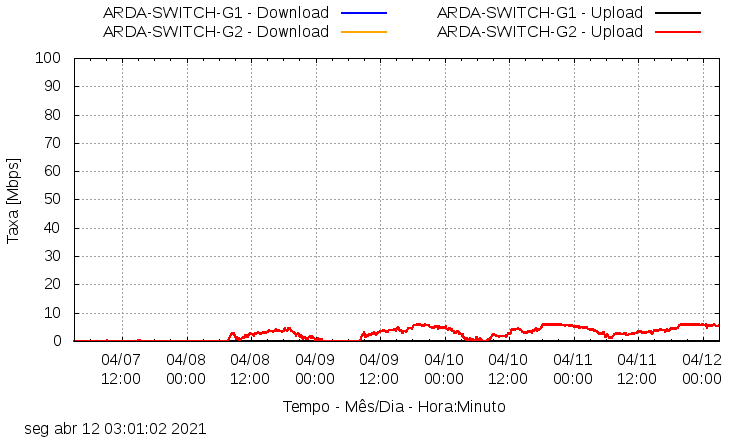 ARDA-SWITCH-G1 - Download
ARDA-SWITCH-G1 - Upload
ARDA-SWITCH-G2 - Download
ARDA-SWITCH-G2 - Upload
Taxa [Mbps]
100
90
80
70
60
50
40
30
20
10
0
04/07 04/08 04/08 04/09 04/09 04/10 04/10 04/11 04/11 04/12
12:00 00:00 12:00 00:00 12:00 00:00 12:00 00:00 12:00 00:00
Tempo - Mês/Dia - Hora:Minuto
seg abr 12 03:01:02 2021